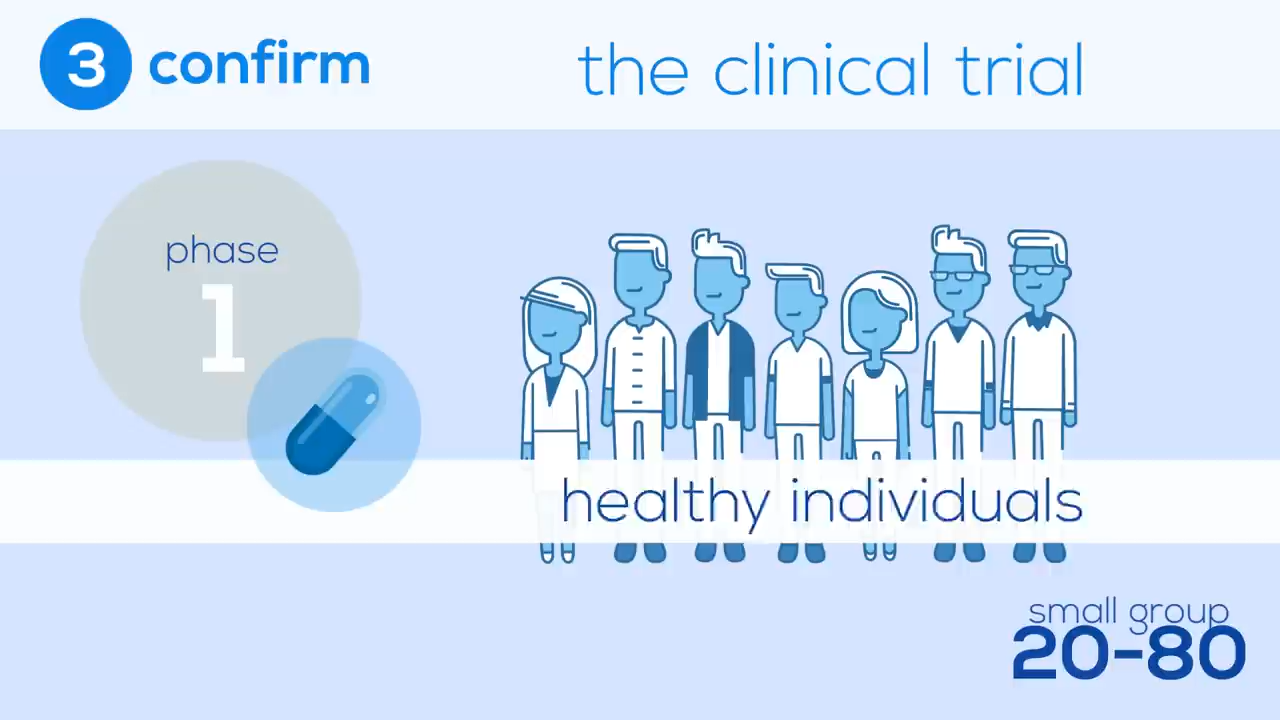 3 confirm
the clinical trial
phase
1
healthy individuals
small group
20-80